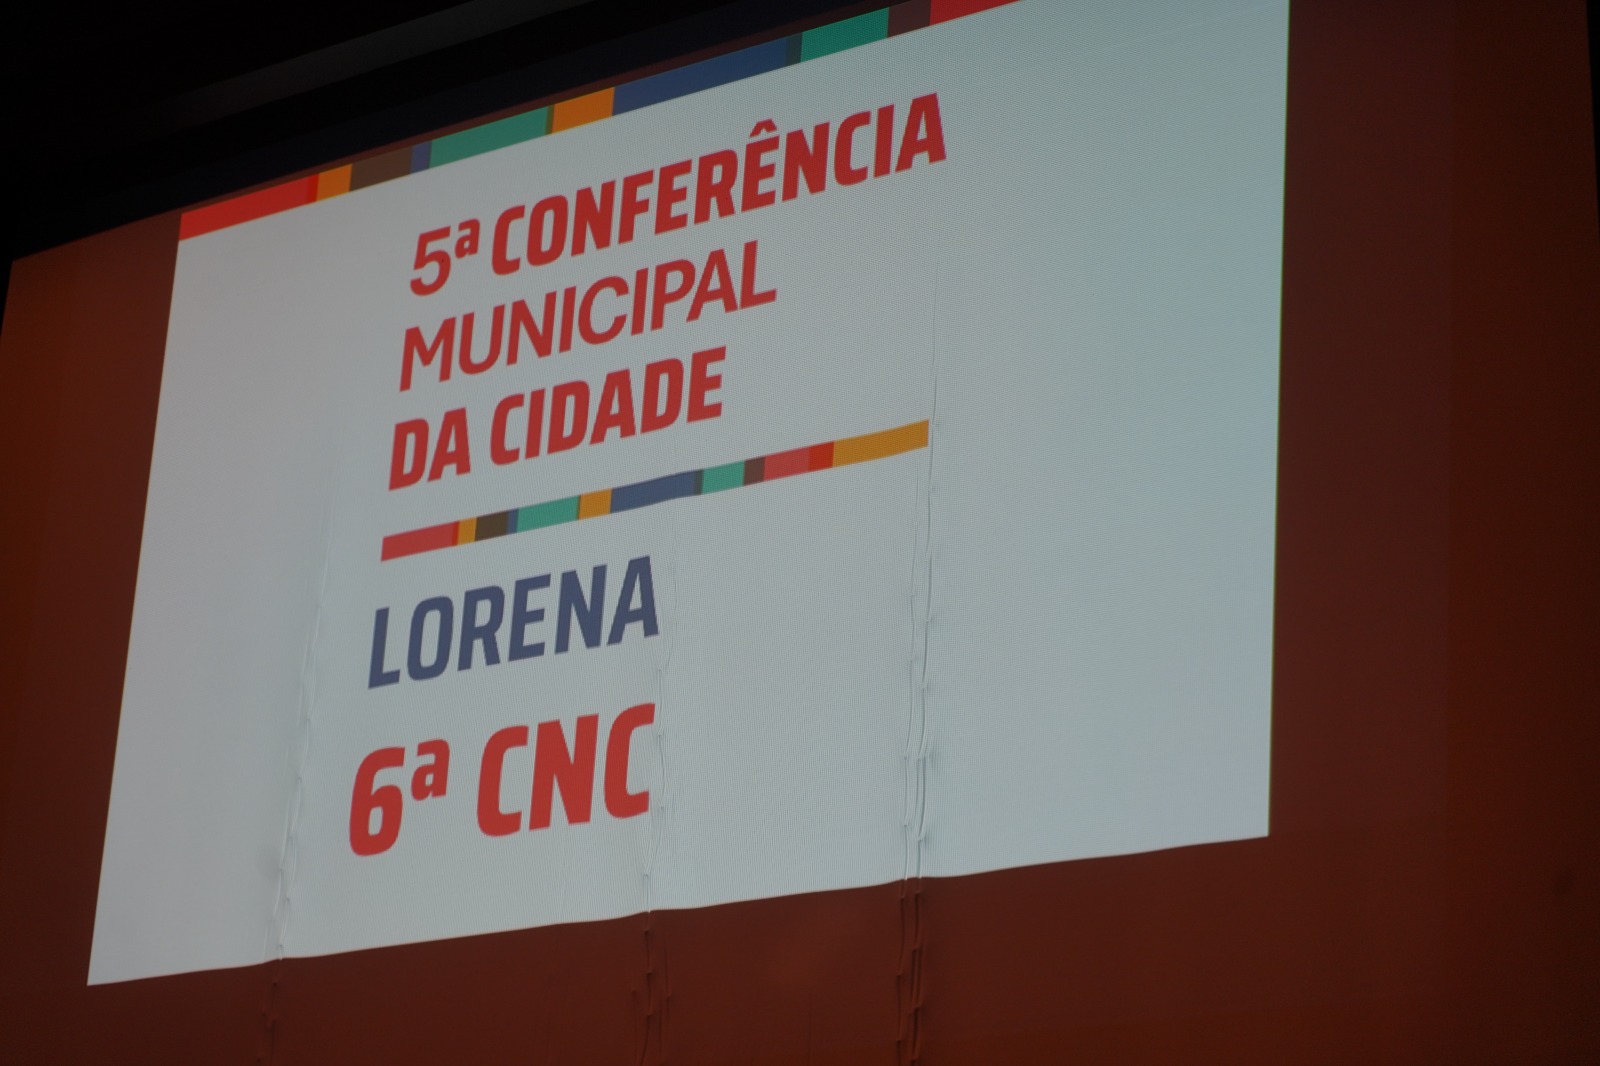 5ª CONFERÊNCIA
MUNICIPAL
DA CIDADE
LORENA
6ª CNC